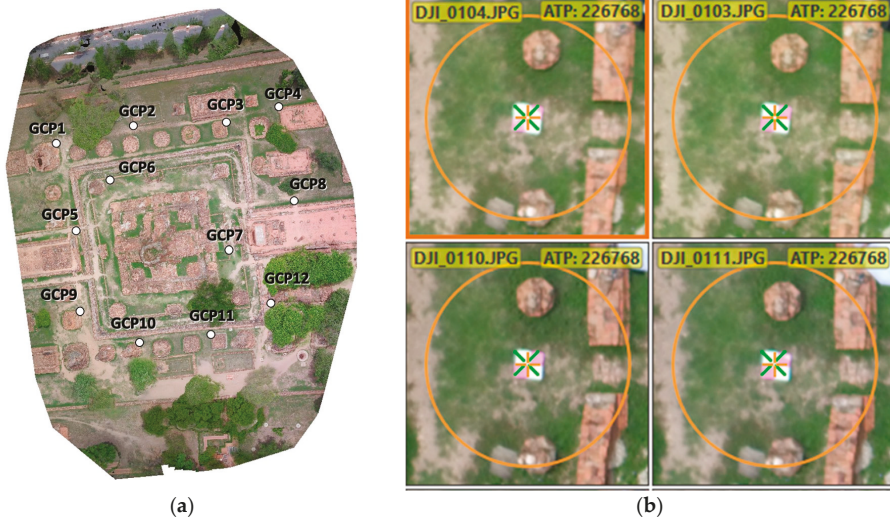 GCP1
GCP2
GCP3
GCP4
GCP5
GCP6
GCP7
GCP8
GCP9
GCP10
GCP11
GCP12
(a)
DJI_0104.JPG ATP: 226768
DJI_0103.JPG ATP: 226768
DJI_0110.JPG ATP: 226768
DJI_0111.JPG ATP: 226768
(b)